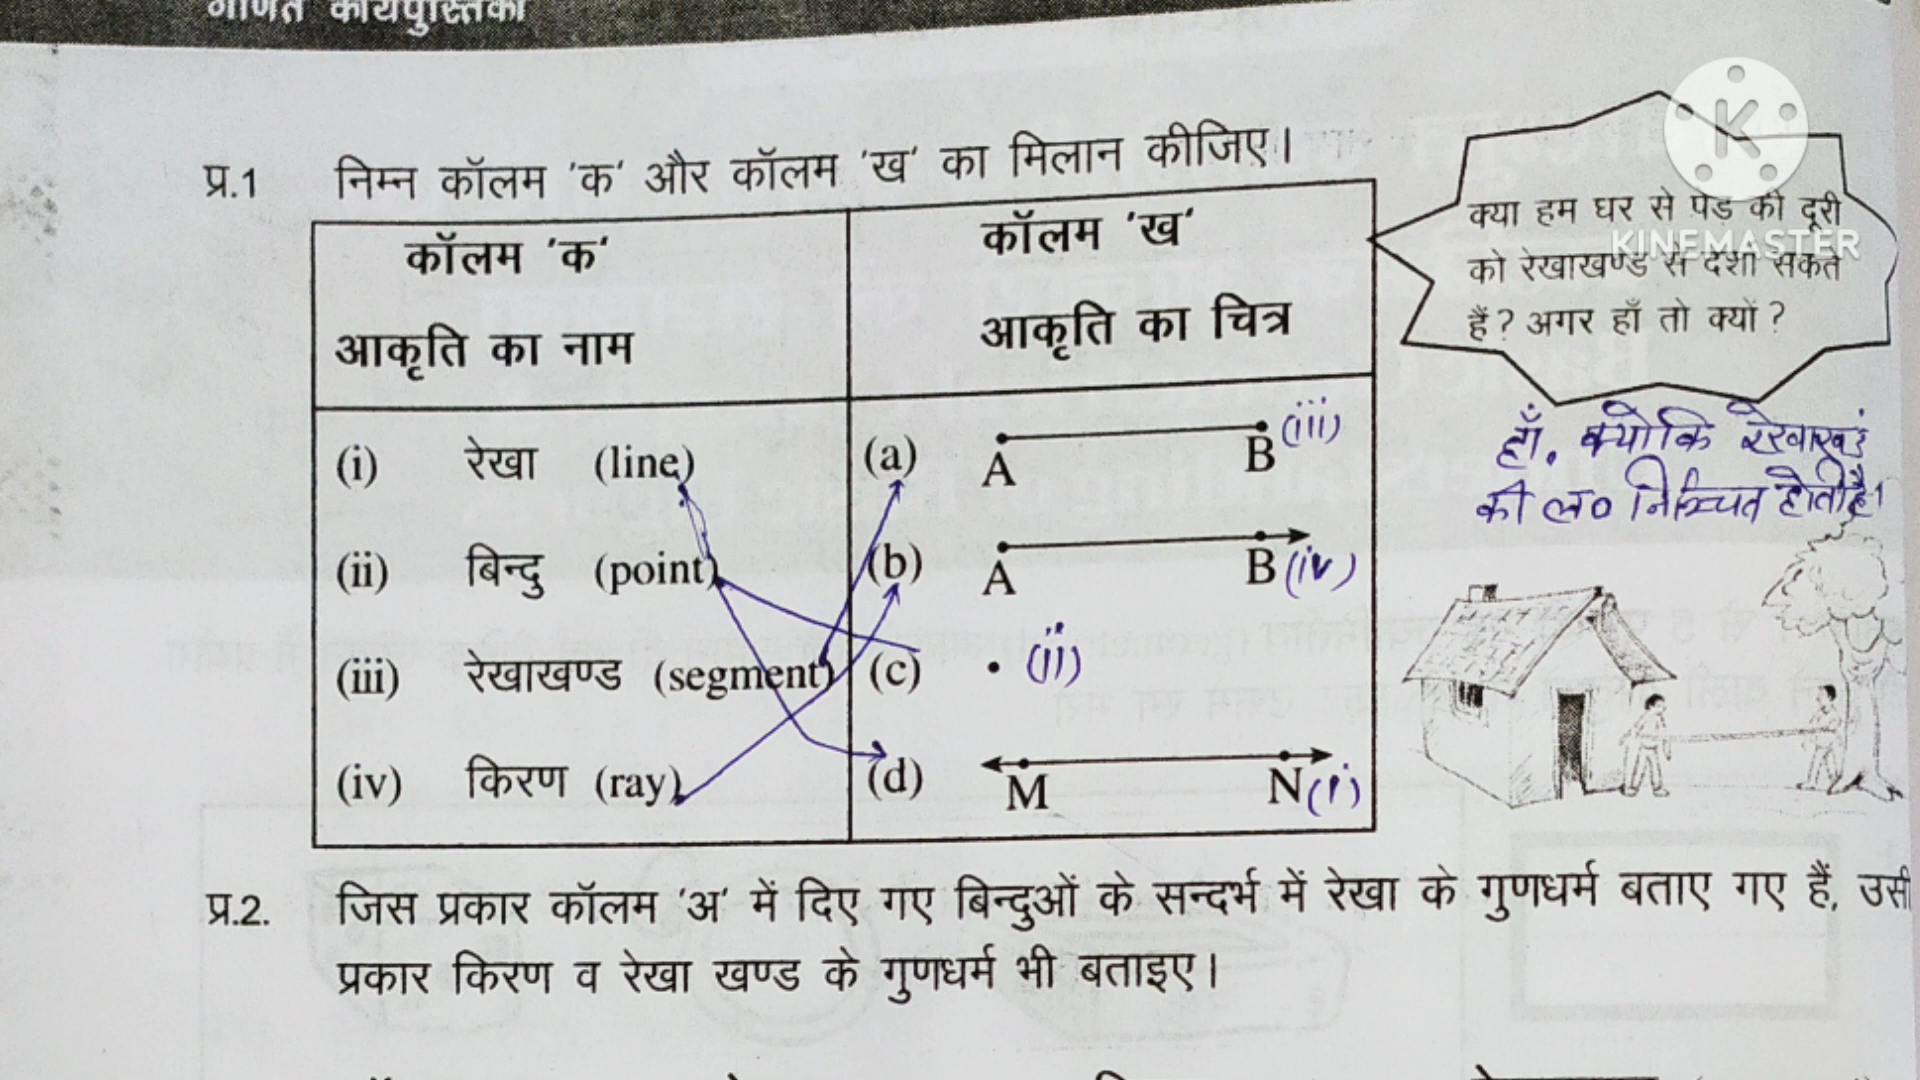 गणित कार्यपुस्तिका
प्र.1 निम्न कॉलम 'क' और कॉलम 'ख' का मिलान कीजिए।
कॉलम 'क'
आकृति का नाम
कॉलम 'ख'
आकृति का चित्र
(i) रेखा (line)
(a) A B (iii)
(ii) बिन्दु (point)
(b) A B (iv)
(iii) रेखाखण्ड (segment)
(c) • (ii)
(iv) किरण (ray)
(d) M N (i)
K
KINEMASTER
क्या हम घर से पेड़ की दूरी
को रेखाखण्ड से दर्शा सकते
हैं? अगर हाँ तो क्यों?
हाँ. क्योकि रेखाखंड
की ल० निश्चित होती है।
प्र.2. जिस प्रकार कॉलम 'अ' में दिए गए बिन्दुओं के सन्दर्भ में रेखा के गुणधर्म बताए गए हैं, उसी
प्रकार किरण व रेखा खण्ड के गुणधर्म भी बताइए।